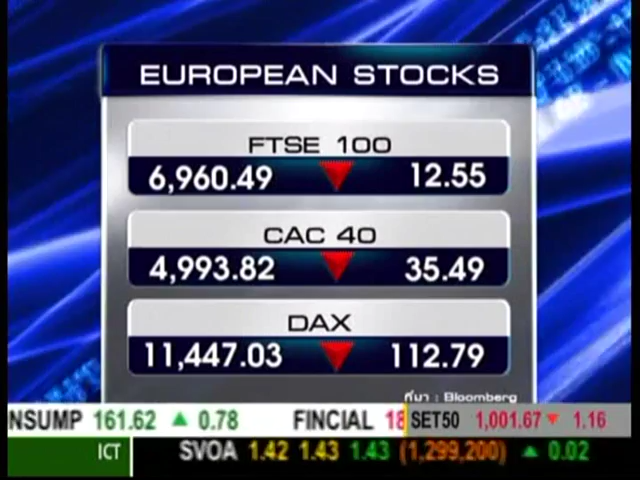 EUROPEAN STOCKS
FTSE 100
6,960.49 ▼ 12.55
CAC 40
4,993.82 ▼ 35.49
DAX
11,447.03 ▼ 112.79
ที่มา : Bloomberg
NSUMP 161.62 ▲ 0.78 FINCIAL 18 SET50 1,001.67 ▼ 1.16
ICT SVOA 1.42 1.43 1.43 (1,299,200) ▲ 0.02